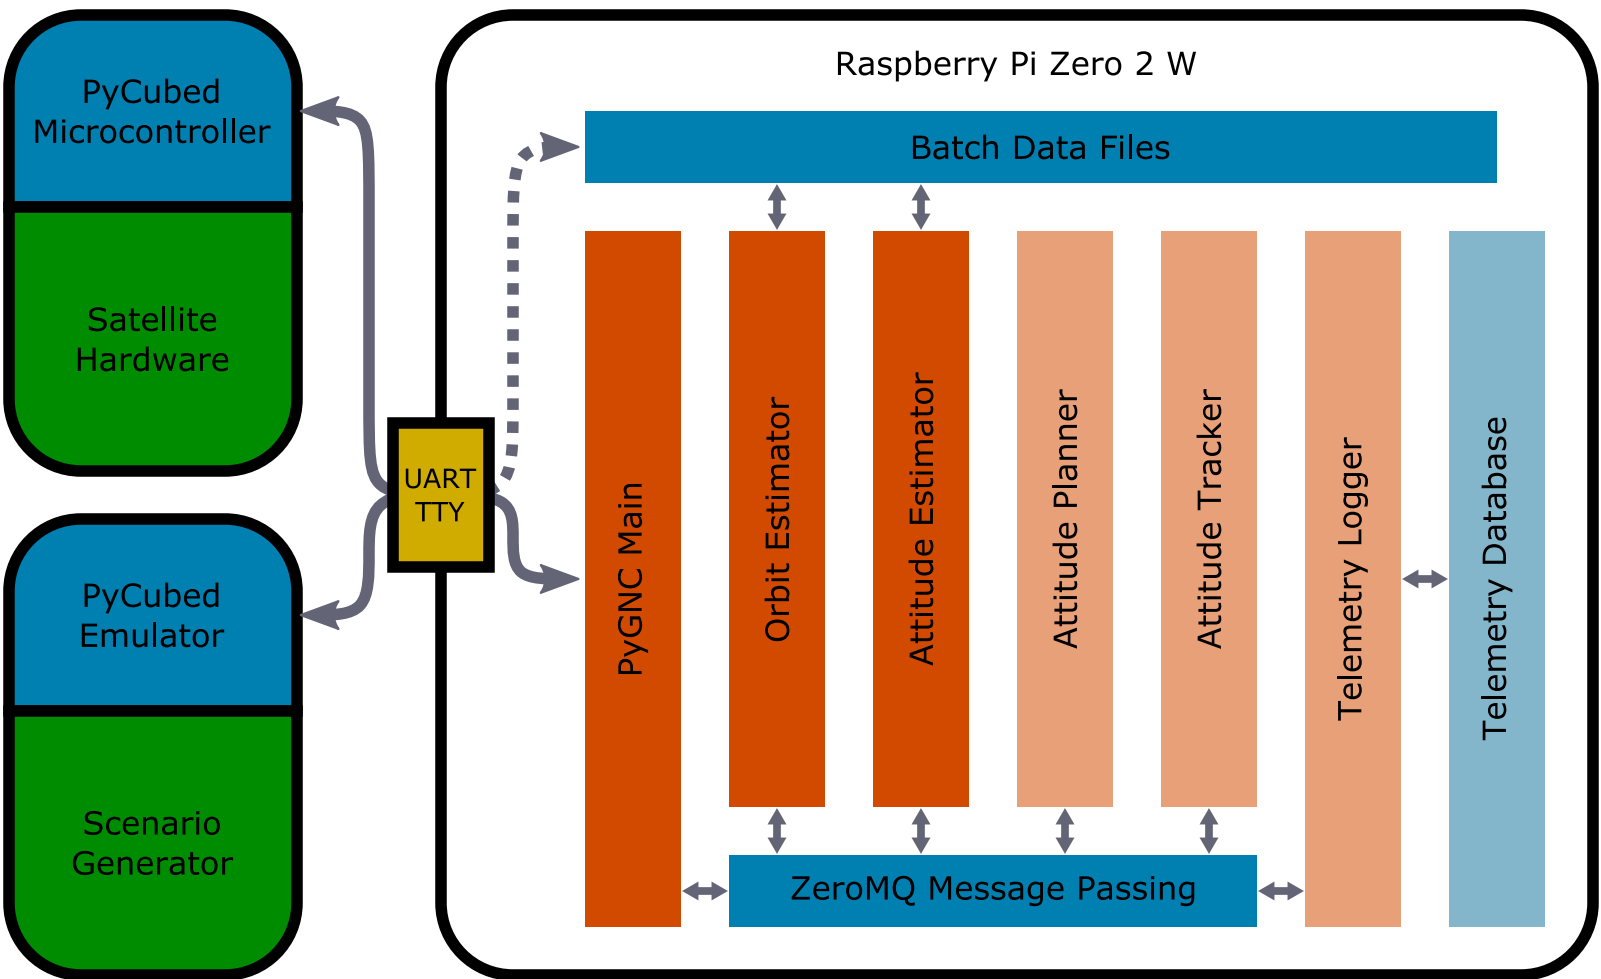 PyCubed
Microcontroller
Satellite
Hardware
PyCubed
Emulator
Scenario
Generator
UART
TTY
Raspberry Pi Zero 2 W
Batch Data Files
PyGNC Main
Orbit Estimator
Attitude Estimator
Attitude Planner
Attitude Tracker
Telemetry Logger
Telemetry Database
ZeroMQ Message Passing